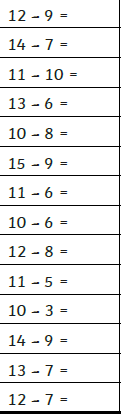 12 - 9 =
14 - 7 =
11 - 10 =
13 - 6 =
10 - 8 =
15 - 9 =
11 - 6 =
10 - 6 =
12 - 8 =
11 - 5 =
10 - 3 =
14 - 9 =
13 - 7 =
12 - 7 =